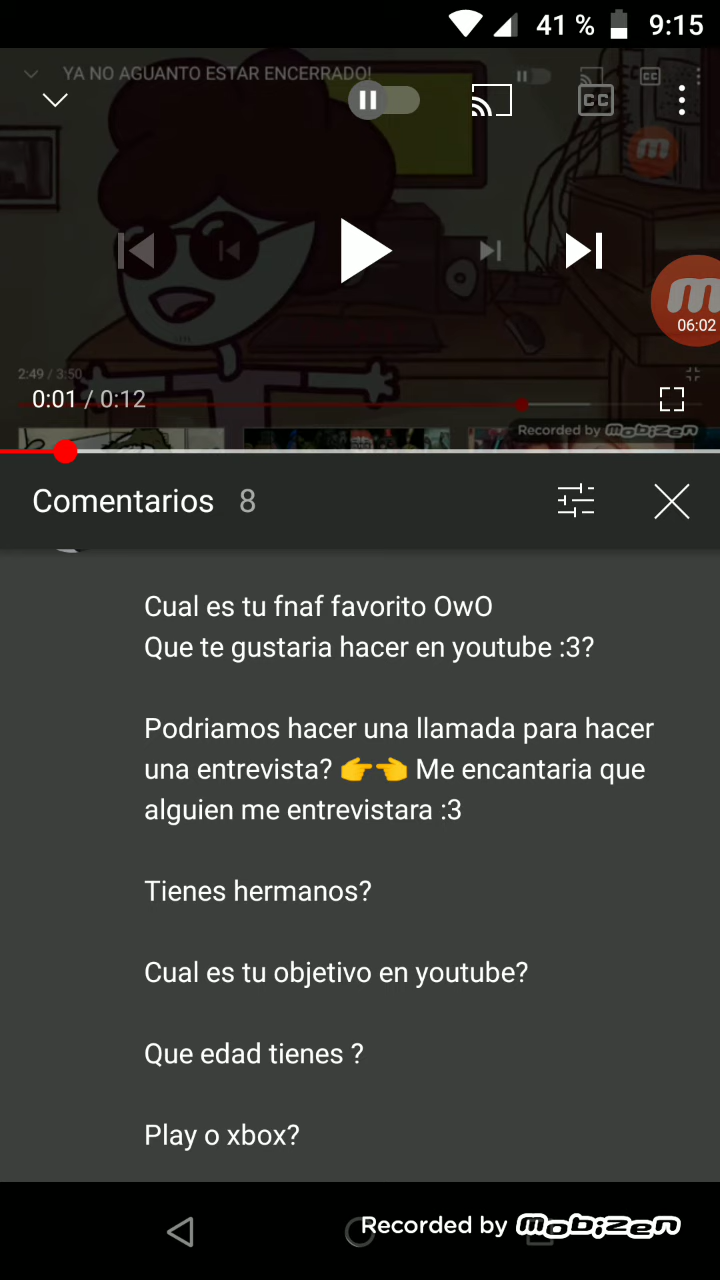 41 % 9:15
YA NO AGUANTO ESTAR ENCERRADO!
CC
CC
06:02
2:49 / 3:50
0:01 / 0:12
Recorded by mobizen
Comentarios 8
Cual es tu fnaf favorito OwO
Que te gustaria hacer en youtube :3?
Podriamos hacer una llamada para hacer
una entrevista? 👉👈 Me encantaria que
alguien me entrevistara :3
Tienes hermanos?
Cual es tu objetivo en youtube?
Que edad tienes ?
Play o xbox?
Recorded by mobizen